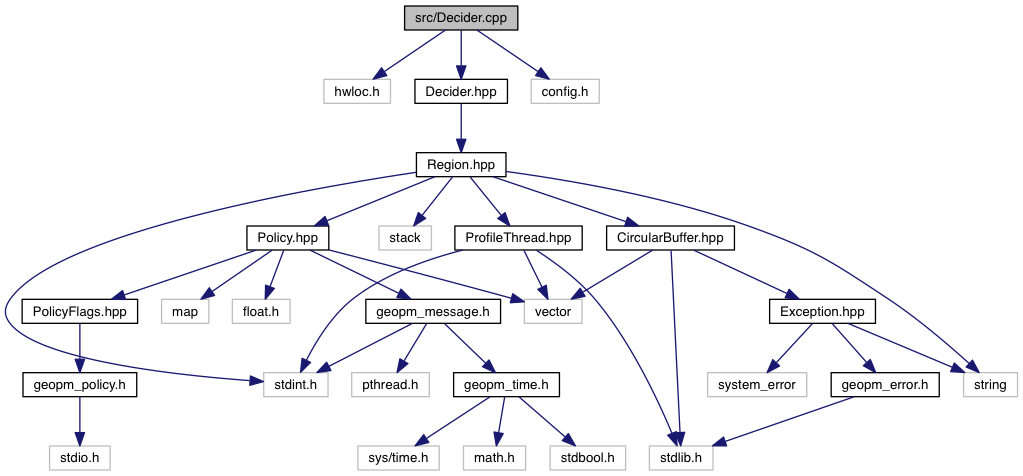 src/Decider.cpp
hwloc.h
Decider.hpp
config.h
Region.hpp
Policy.hpp
stack
ProfileThread.hpp
CircularBuffer.hpp
PolicyFlags.hpp
map
float.h
geopm_message.h
vector
Exception.hpp
geopm_policy.h
stdint.h
pthread.h
geopm_time.h
system_error
geopm_error.h
string
stdio.h
sys/time.h
math.h
stdbool.h
stdlib.h